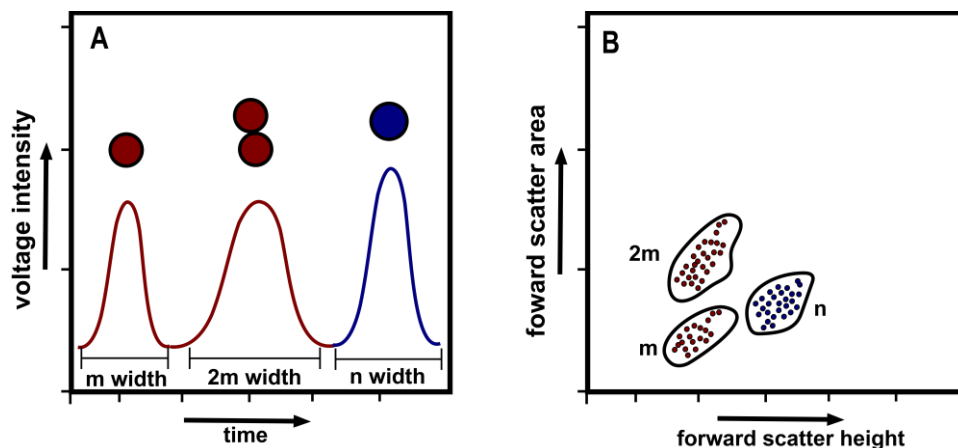 A
voltage intensity
m width
2m width
n width
time
B
foward scatter area
2m
n
m
forward scatter height